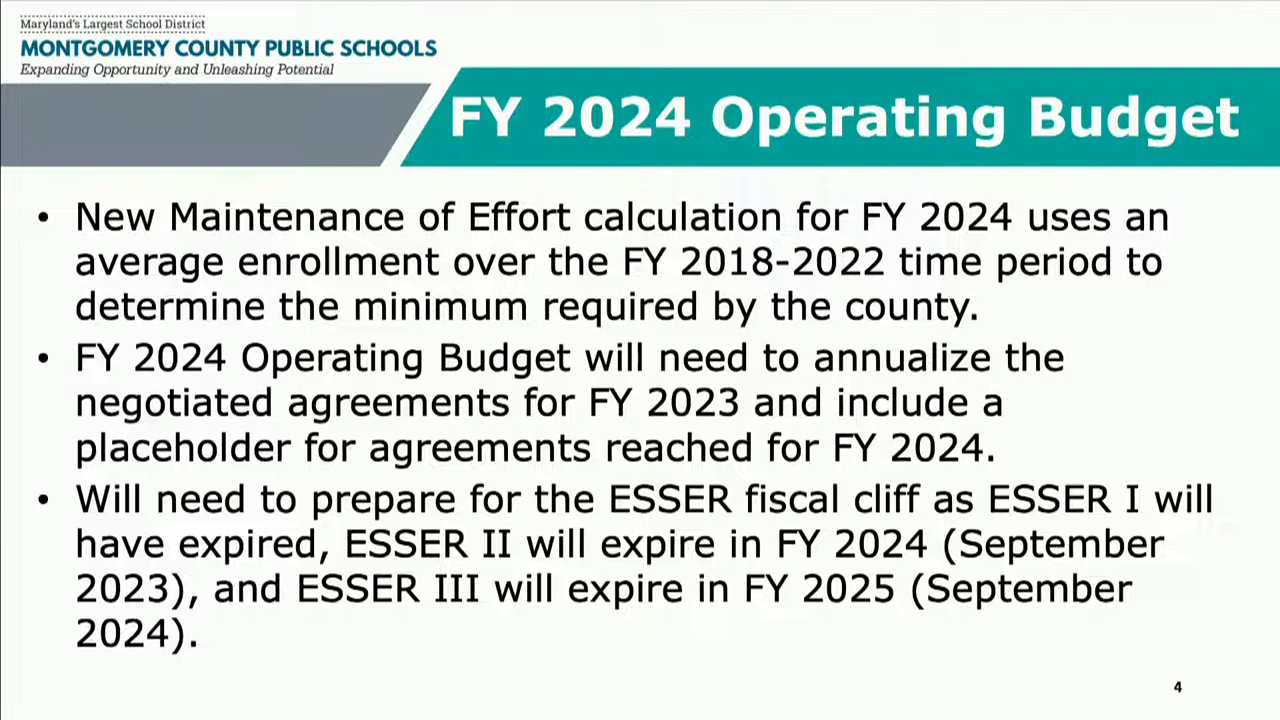 Maryland's Largest School District
MONTGOMERY COUNTY PUBLIC SCHOOLS
Expanding Opportunity and Unleashing Potential
FY 2024 Operating Budget
• New Maintenance of Effort calculation for FY 2024 uses an
average enrollment over the FY 2018-2022 time period to
determine the minimum required by the county.
• FY 2024 Operating Budget will need to annualize the
negotiated agreements for FY 2023 and include a
placeholder for agreements reached for FY 2024.
• Will need to prepare for the ESSER fiscal cliff as ESSER I will
have expired, ESSER II will expire in FY 2024 (September
2023), and ESSER III will expire in FY 2025 (September
2024).
4